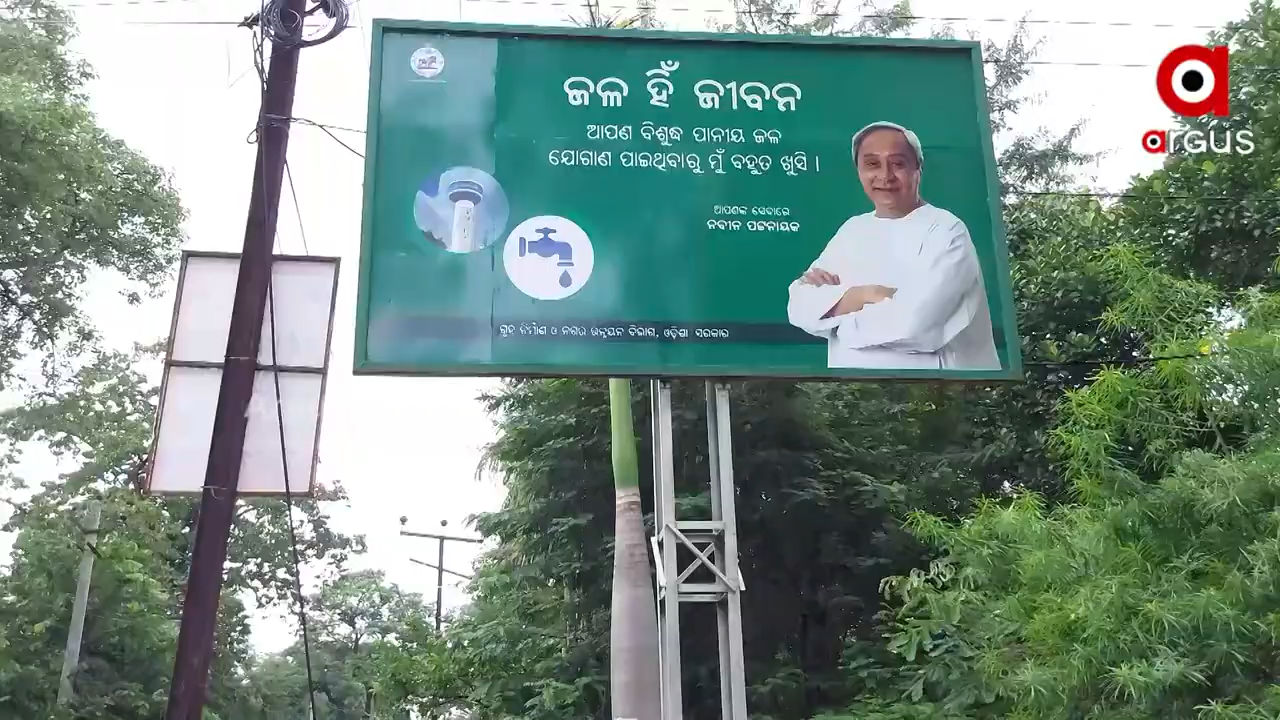 ଜଳ ହିଁ ଜୀବନ
ଆପଣ ବିଶୁଦ୍ଧ ପାନୀୟ ଜଳ
ଯୋଗାଣ ପାଇଥିବାରୁ ମୁଁ ବହୁତ ଖୁସି ।
ଆପଣଙ୍କ ସେବାରେ
ନବୀନ ପଟ୍ଟନାୟକ
ଗୃହ ନିର୍ମାଣ ଓ ନଗର ଉନ୍ନୟନ ବିଭାଗ, ଓଡ଼ିଶା ସରକାର
a
argus